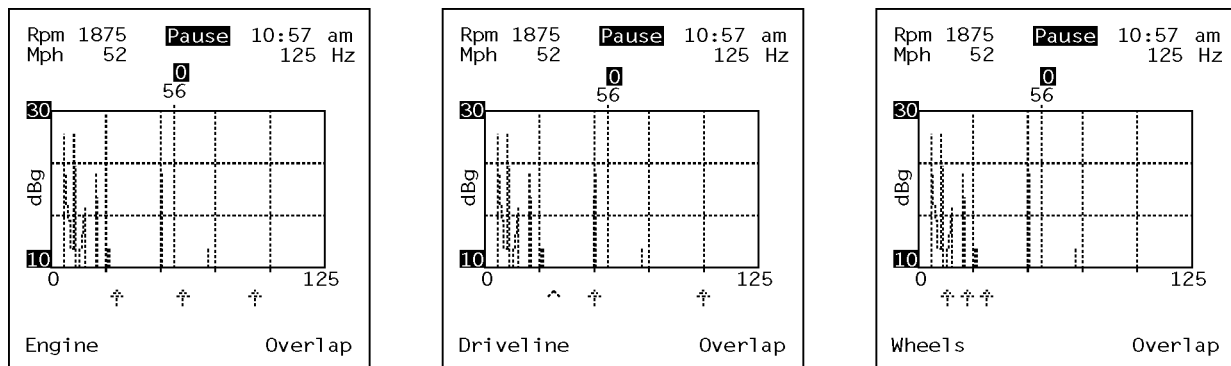 Rpm 1875 Pause 10:57 am
Mph 52 125 Hz
0
56
30
dBg
10
0 125
Engine Overlap
Rpm 1875 Pause 10:57 am
Mph 52 125 Hz
0
56
30
dBg
10
0 125
Driveline Overlap
Rpm 1875 Pause 10:57 am
Mph 52 125 Hz
0
56
30
dBg
10
0 125
Wheels Overlap